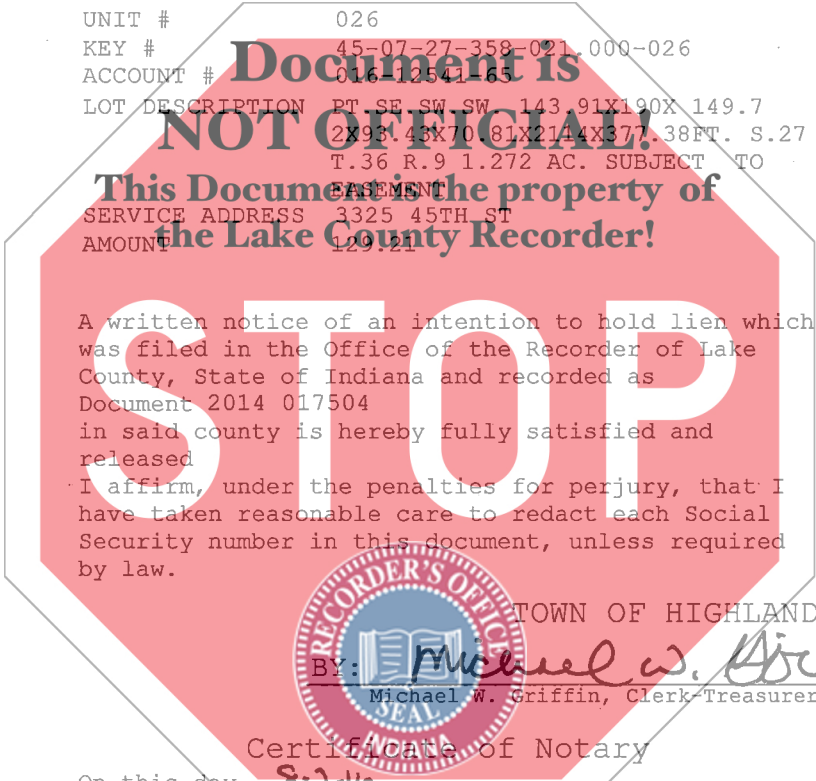 UNIT # 026
KEY # 45-07-27-358-021.000-026
Document is
ACCOUNT # 016-12541-65
LOT DESCRIPTION PT.SE.SW.SW. 143.91X190X 149.7
NOT OFFICIAL!
2X93.43X70.81X2114X377.38FT. S.27
T.36 R.9 1.272 AC. SUBJECT TO
This Document is the property of
EASEMENT
SERVICE ADDRESS 3325 45TH ST
the Lake County Recorder!
AMOUNT 129.21
STOP
A written notice of an intention to hold lien which
was filed in the Office of the Recorder of Lake
County, State of Indiana and recorded as
Document 2014 017504
in said county is hereby fully satisfied and
released
I affirm, under the penalties for perjury, that I
have taken reasonable care to redact each Social
Security number in this document, unless required
by law.
RECORDER'S OFFICE
TOWN OF HIGHLAND
BY: Michael W.
Michael W. Griffin, Clerk-Treasurer
SEAL
INDIANA
Certificate of Notary
On this day